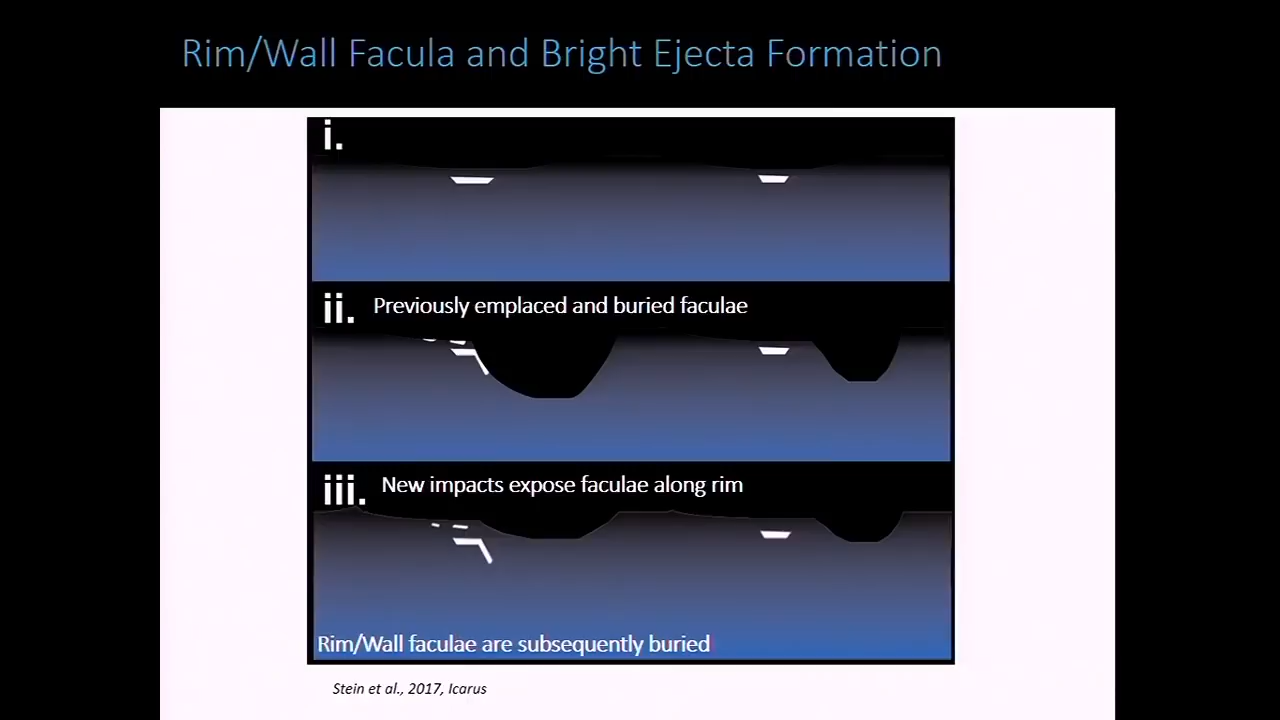 Rim/Wall Facula and Bright Ejecta Formation
i.
ii. Previously emplaced and buried faculae
iii. New impacts expose faculae along rim
Rim/Wall faculae are subsequently buried
Stein et al., 2017, Icarus